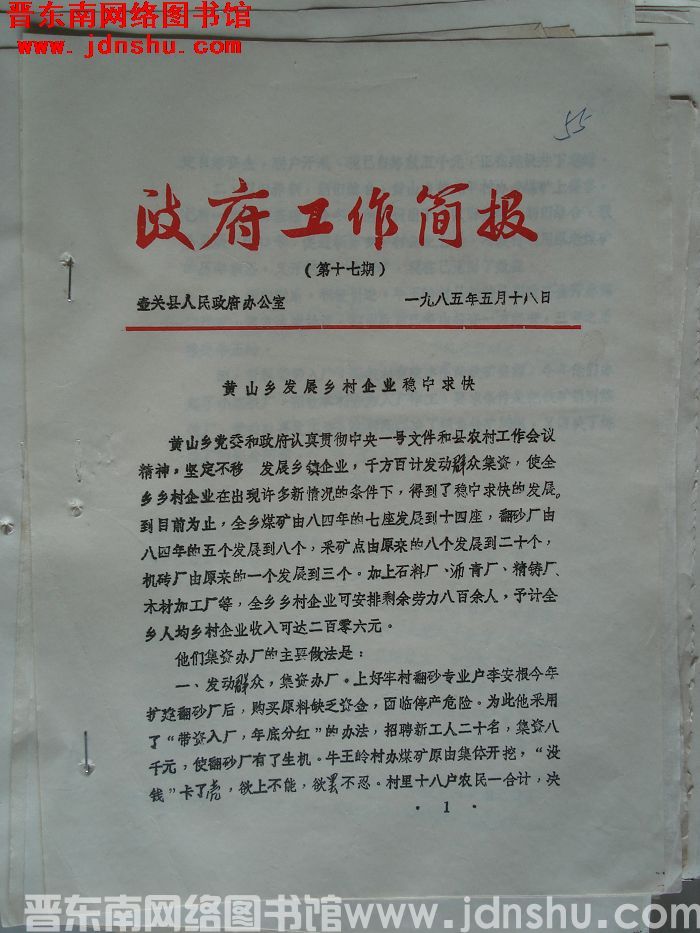 晋东南网络图书馆
www.jdnshu.com
55
政府工作简报
（第十七期）
壶关县人民政府办公室 一九八五年五月十八日
黄山乡发展乡村企业稳中求快
黄山乡党委和政府认真贯彻中央一号文件和县农村工作会议
精神，坚定不移 发展乡镇企业，千方百计发动群众集资，使全
乡乡村企业在出现许多新情况的条件下，得到了稳中求快的发展。
到目前为止，全乡煤矿由八四年的七座发展到十四座，翻砂厂由
八四年的五个发展到八个，采矿点由原来的八个发展到二十个，
机砖厂由原来的一个发展到三个。加上石料厂、沥青厂、精铸厂、
木材加工厂等，全乡乡村企业可安排剩余劳力八百余人，予计全
乡人均乡村企业收入可达二百零六元。
他们集资办厂的主要做法是：
一、发动群众，集资办厂。上好牢村翻砂专业户李安根今年
扩建翻砂厂后，购买原料缺乏资金，面临停产危险。为此他采用
了“带资入厂，年底分红”的办法，招聘新工人二十名，集资八
千元，使翻砂厂有了生机。牛王岭村办煤矿原由集体开挖，“没
钱”卡了壳，欲上不能，欲罢不忍。村里十八户农民一合计，决
·1·
晋东南网络图书馆www.jdnshu.com